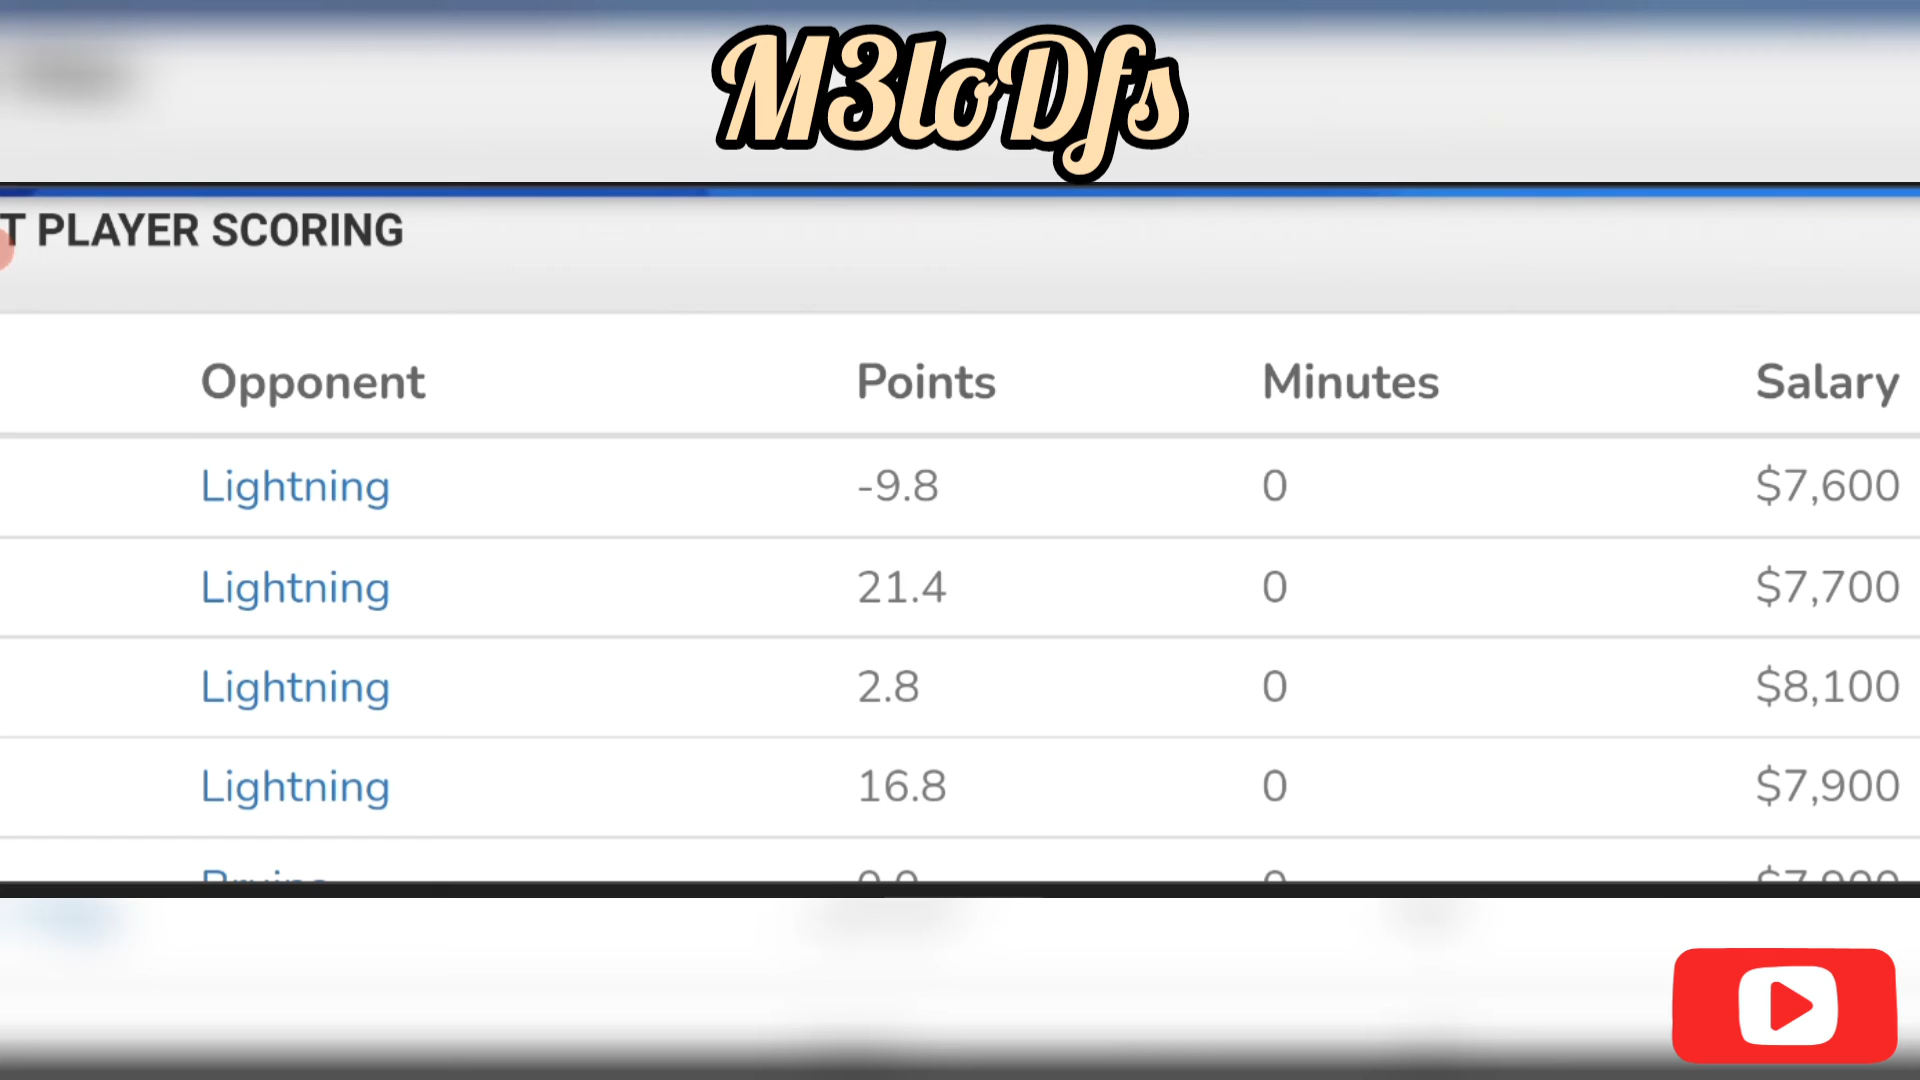 M3loDfs
T PLAYER SCORING
Opponent Points Minutes Salary
Lightning -9.8 0 $7,600
Lightning 21.4 0 $7,700
Lightning 2.8 0 $8,100
Lightning 16.8 0 $7,900